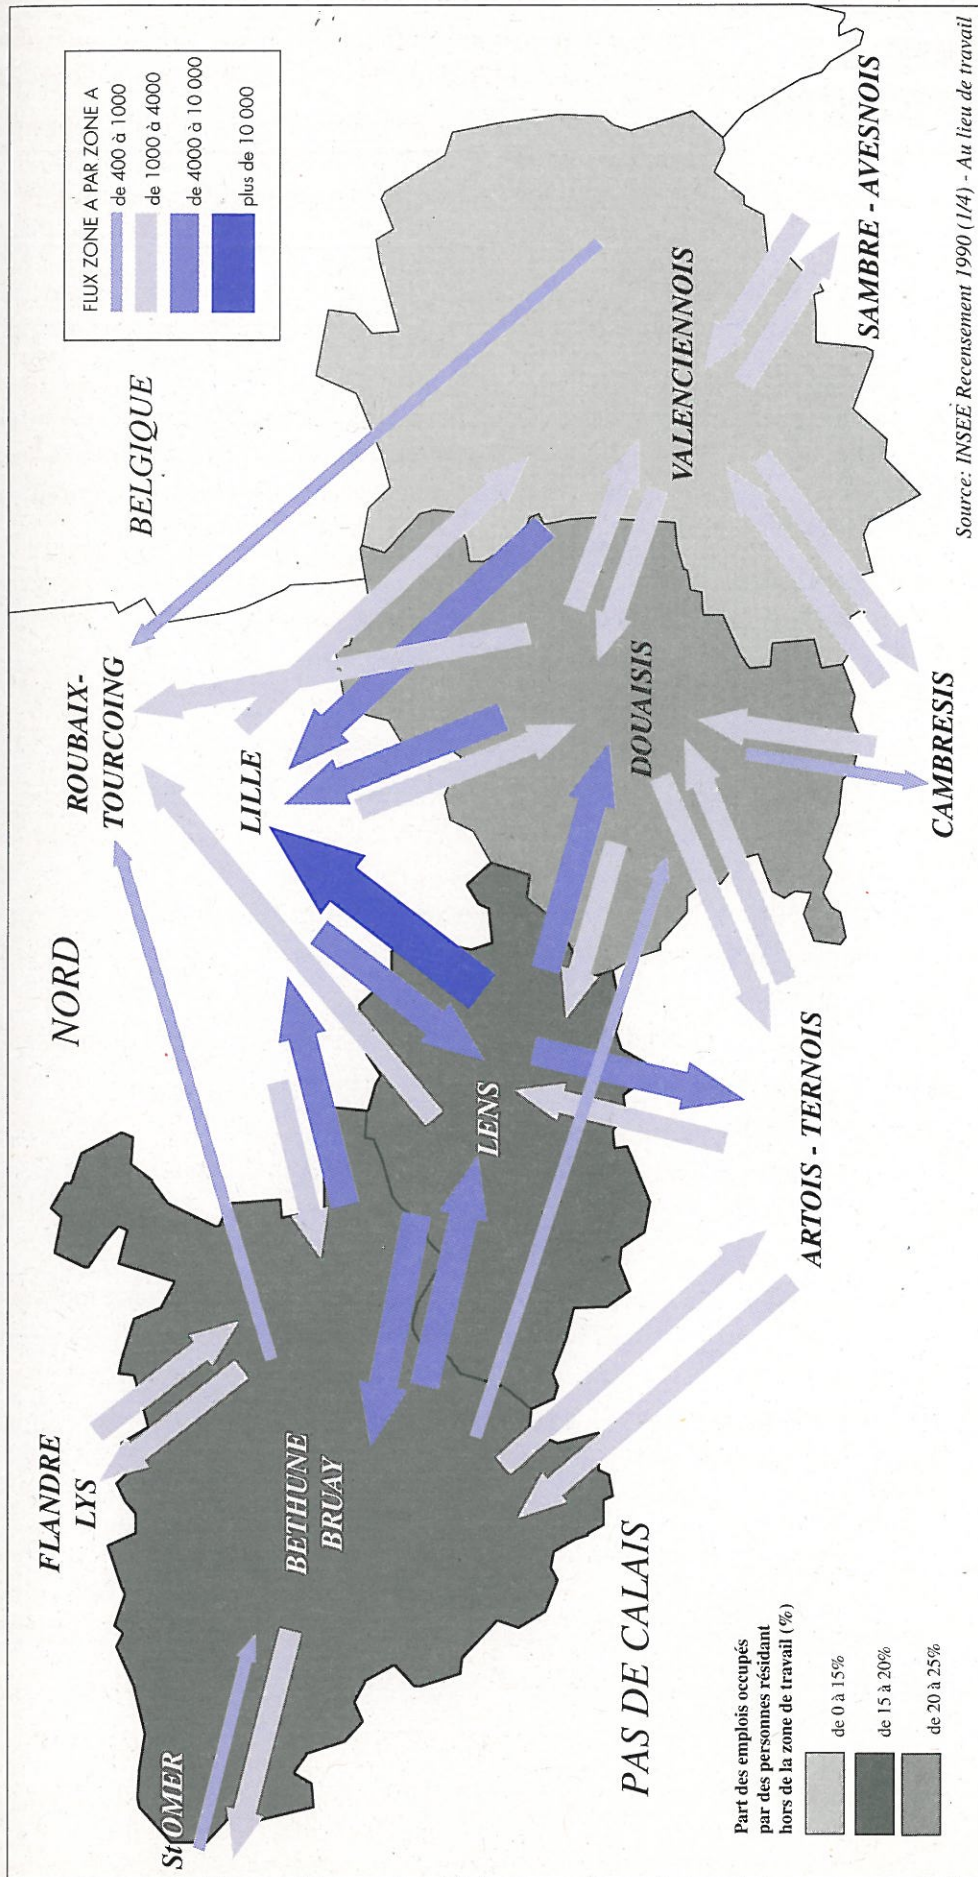 FLUX ZONE A PAR ZONE A
de 400 à 1000
de 1000 à 4000
de 4000 à 10 000
plus de 10 000
NORD
BELGIQUE
FLANDRE
LYS
ROUBAIX-
TOURCOING
St OMER
LILLE
BETHUNE
BRUAY
LENS
DOUAISIS
VALENCIENNOIS
PAS DE CALAIS
ARTOIS - TERNOIS
CAMBRESIS
SAMBRE - AVESNOIS
Part des emplois occupés
par des personnes résidant
hors de la zone de travail (%)
de 0 à 15%
de 15 à 20%
de 20 à 25%
Source: INSEE Recensement 1990 (1/4) - Au lieu de travail